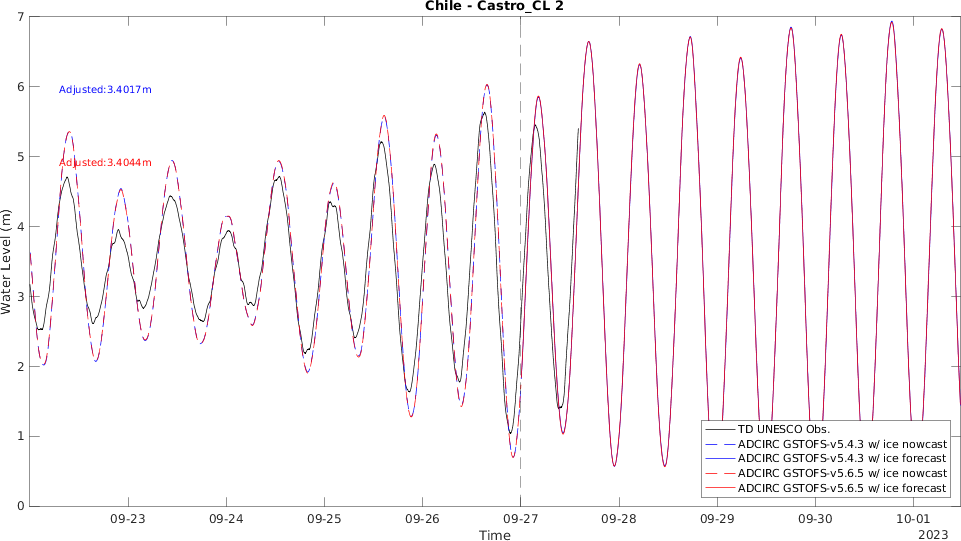 Chile - Castro_CL 2
7
6
5
4
3
2
1
0
Water Level (m)
Adjusted:3.4017m
Adjusted:3.4044m
TD UNESCO Obs.
ADCIRC GSTOFS-v5.4.3 w/ ice nowcast
ADCIRC GSTOFS-v5.4.3 w/ ice forecast
ADCIRC GSTOFS-v5.6.5 w/ ice nowcast
ADCIRC GSTOFS-v5.6.5 w/ ice forecast
09-23 09-24 09-25 09-26 09-27 09-28 09-29 09-30 10-01
Time
2023